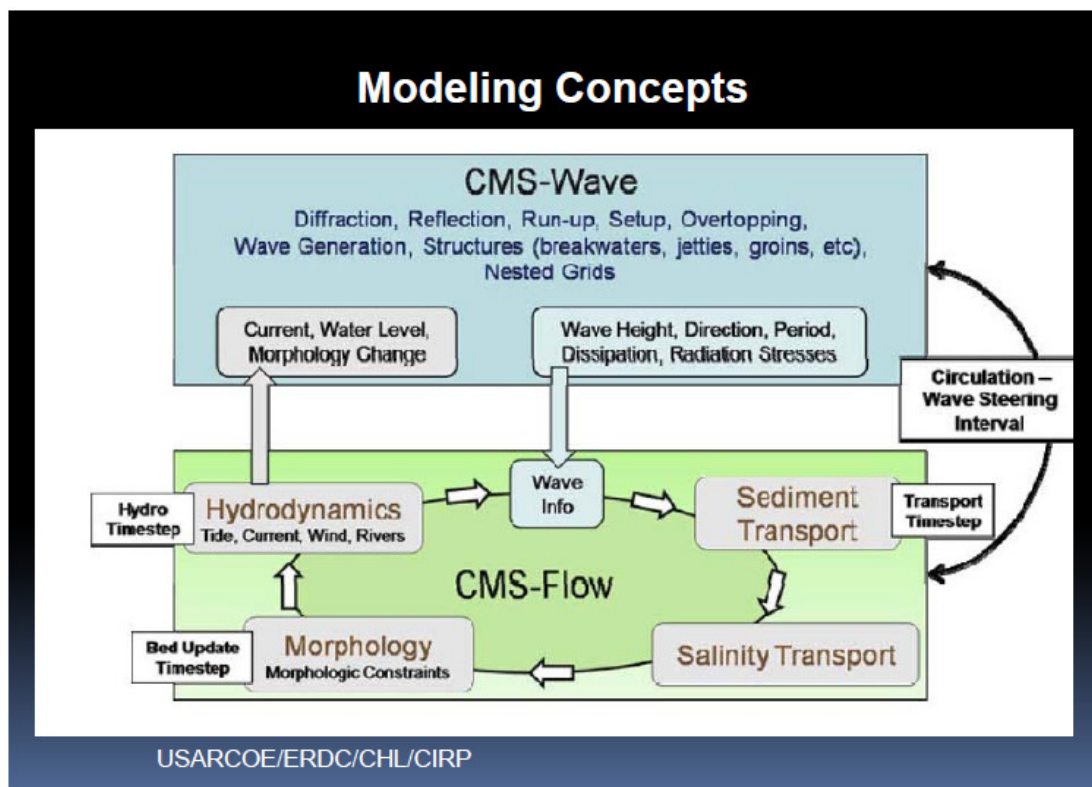 Modeling Concepts
CMS-Wave
Diffraction, Reflection, Run-up, Setup, Overtopping,
Wave Generation, Structures (breakwaters, jetties, groins, etc),
Nested Grids
Current, Water Level,
Morphology Change
Wave Height, Direction, Period,
Dissipation, Radiation Stresses
Circulation –
Wave Steering
Interval
Hydro
Timestep
Hydrodynamics
Tide, Current, Wind, Rivers
Wave
Info
Sediment
Transport
Transport
Timestep
CMS-Flow
Bed Update
Timestep
Morphology
Morphologic Constraints
Salinity Transport
USARCOE/ERDC/CHL/CIRP